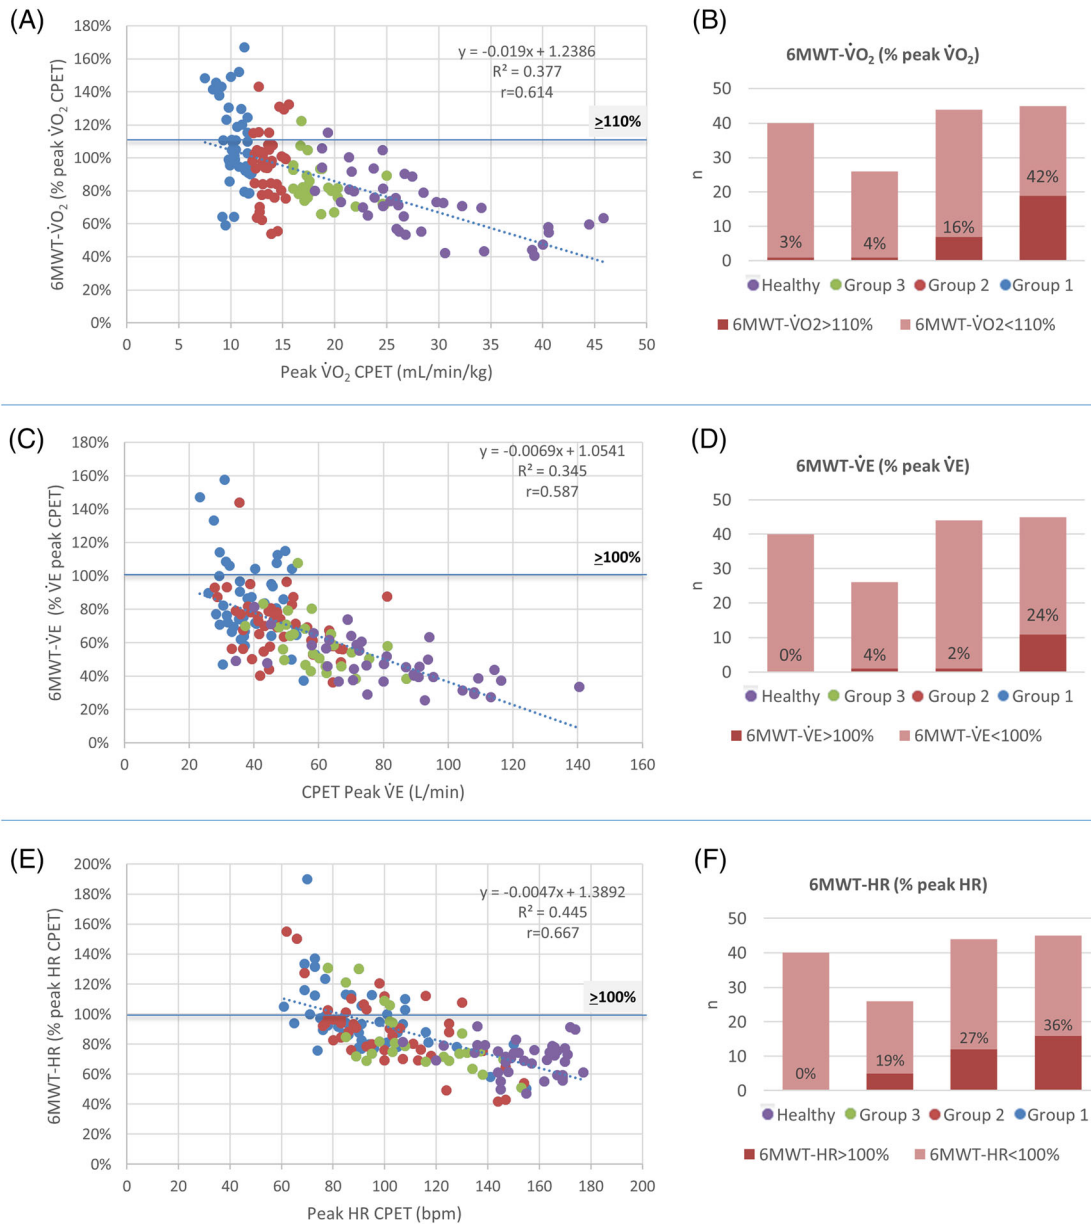 (A)
180%
160%
140%
120%
100%
80%
60%
40%
20%
0%
6MWT-V̇O₂ (% peak V̇O₂ CPET)
y = -0.019x + 1.2386
R² = 0.377
r=0.614
≥110%
0 5 10 15 20 25 30 35 40 45 50
Peak V̇O₂ CPET (mL/min/kg)
(B)
6MWT-V̇O₂ (% peak V̇O₂)
50
40
30
20
10
0
n
3% 4% 16% 42%
Healthy Group 3 Group 2 Group 1
6MWT-V̇O2>110% 6MWT-V̇O2<110%
(C)
180%
160%
140%
120%
100%
80%
60%
40%
20%
0%
6MWT-V̇E (% V̇E peak CPET)
y = -0.0069x + 1.0541
R² = 0.345
r=0.587
≥100%
0 20 40 60 80 100 120 140 160
CPET Peak V̇E (L/min)
(D)
6MWT-V̇E (% peak V̇E)
50
40
30
20
10
0
n
0% 4% 2% 24%
Healthy Group 3 Group 2 Group 1
6MWT-V̇E>100% 6MWT-V̇E<100%
(E)
200%
180%
160%
140%
120%
100%
80%
60%
40%
20%
0%
6MWT-HR (% peak HR CPET)
y = -0.0047x + 1.3892
R² = 0.445
r=0.667
≥100%
0 20 40 60 80 100 120 140 160 180 200
Peak HR CPET (bpm)
(F)
6MWT-HR (% peak HR)
50
40
30
20
10
0
n
0% 19% 27% 36%
Healthy Group 3 Group 2 Group 1
6MWT-HR>100% 6MWT-HR<100%